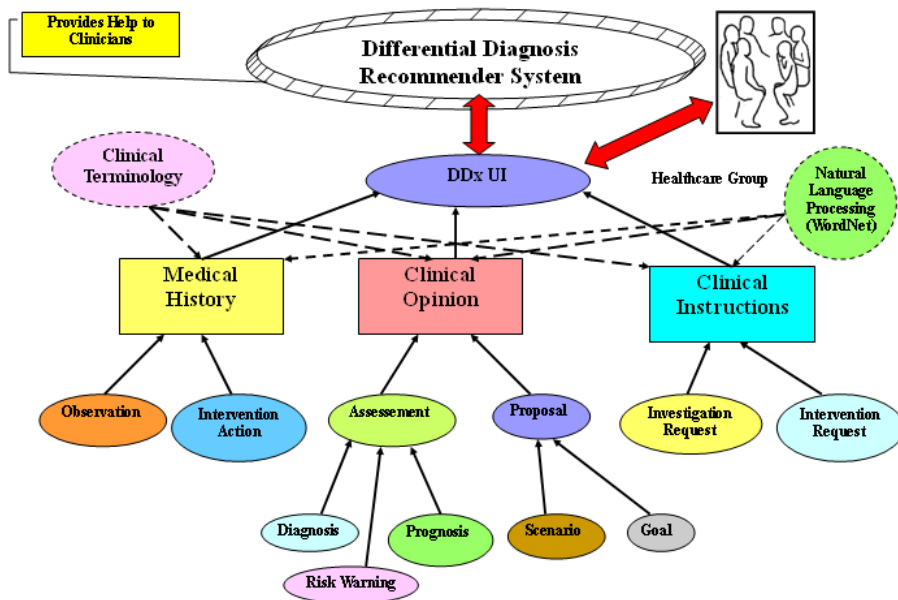 Provides Help to
Clinicians
Differential Diagnosis
Recommender System
Clinical
Terminology
DDx UI
Healthcare Group
Natural
Language
Processing
(WordNet)
Medical
History
Clinical
Opinion
Clinical
Instructions
Observation
Intervention
Action
Assessement
Proposal
Investigation
Request
Intervention
Request
Diagnosis
Prognosis
Scenario
Goal
Risk Warning